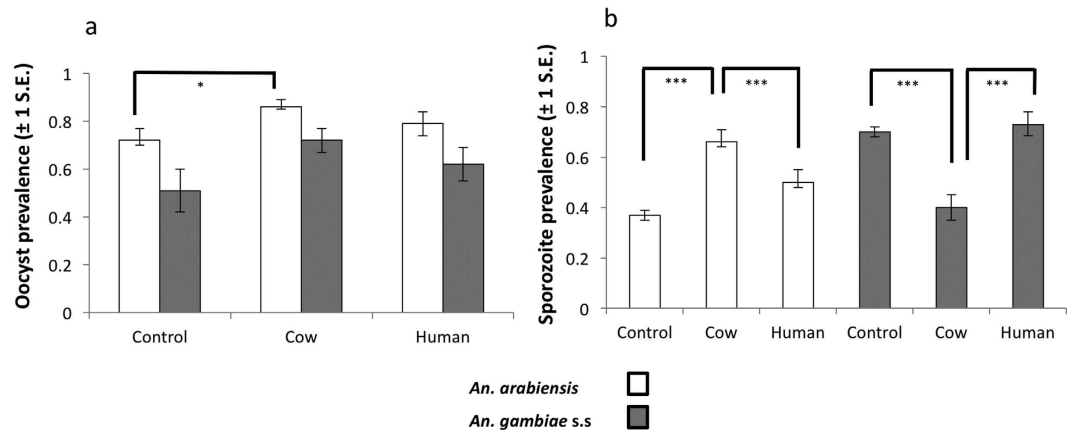 a
Oocyst prevalence (± 1 S.E.)
1
0.8
0.6
0.4
0.2
0
*
Control Cow Human
b
Sporozoite prevalence (± 1 S.E.)
1
0.8
0.6
0.4
0.2
0
*** *** *** ***
Control Cow Human Control Cow Human
An. arabiensis
An. gambiae s.s